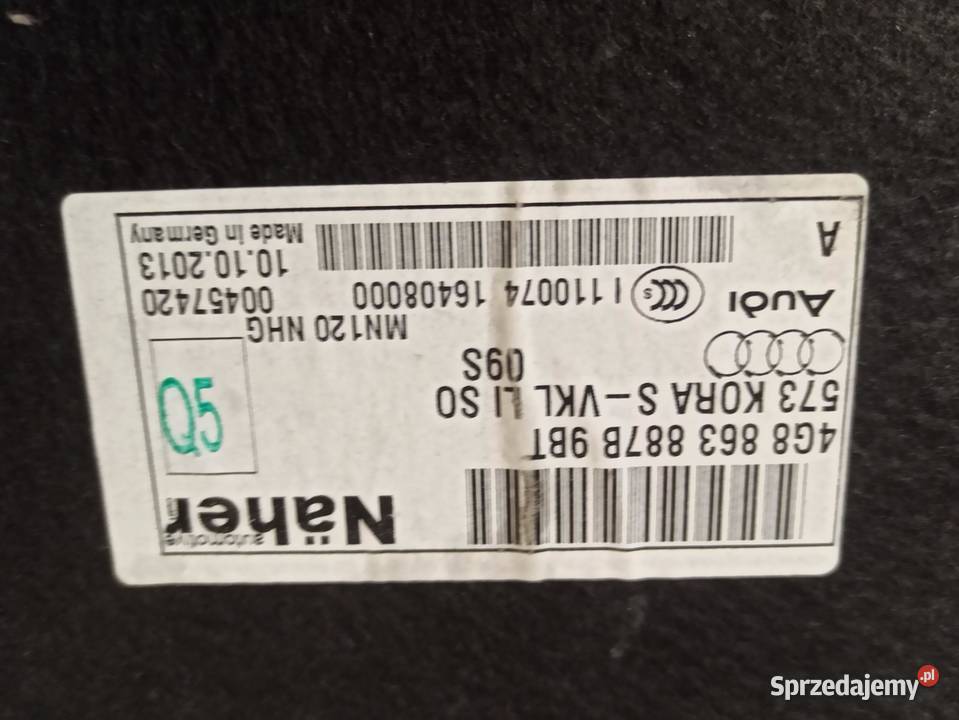 Näher
automotive
4G8 863 887B 9BT
573 KORA S-VKL LI SO
09S
Q5
MN120 NHG
Audi
CCC S
I 110074 16408000
00457420
10.10.2013
A
Made in Germany
Sprzedajemy.pl